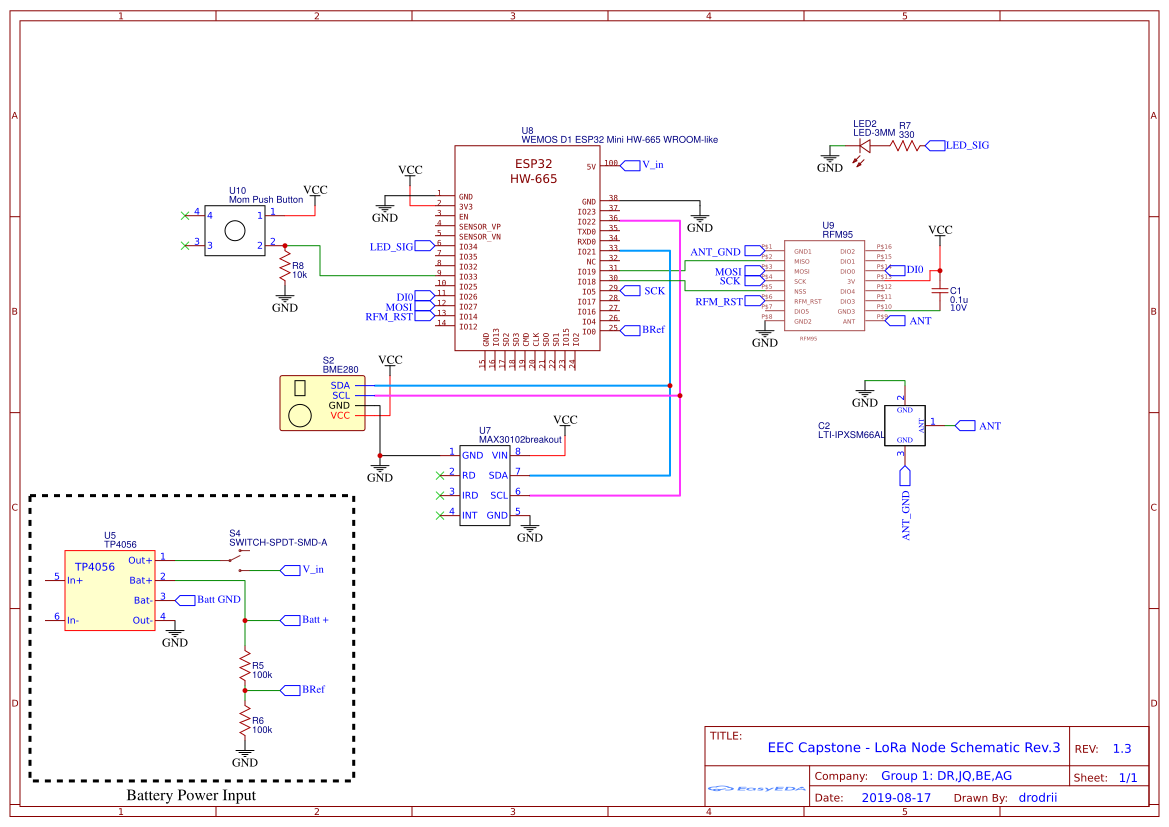 1 2 3 4 5
A
B
C
D
A
B
C
D
1 2 3 4 5
U8
WEMOS D1 ESP32 Mini HW-665 WROOM-like
ESP32
HW-665
5V 100 V_in
VCC
GND
1 GND
2 3V3
3 EN
4 SENSOR_VP
5 SENSOR_VN
LED_SIG 6 IO34
7 IO35
8 IO32
9 IO33
10 IO25
DI0 11 IO26
MOSI 12 IO27
RFM_RST 13 IO14
14 IO12
GND 38
IO23 37
IO22 36
TXD0 35
RXD0 34
IO21 33
NC 32
IO19 31
IO18 30
IO5 29 SCK
IO17 28
IO16 27
IO4 26
IO0 25 BRef
GND
GND IO13 SD2 SD3 CMD CLK SD0 SD1 IO15 IO2
15 16 17 18 19 20 21 22 23 24
U10
Mom Push Button
4 4 1 1
3 3 2 2
VCC
R8
10k
GND
LED2
LED-3MM
R7
330
LED_SIG
GND
U9
RFM95
ANT_GND P$1 GND1
P$2 MISO
MOSI P$3 MOSI
SCK P$4 SCK
P$5 NSS
RFM_RST P$6 RFM_RST
P$7 DIO5
P$8 GND2
DIO2 P$16
DIO1 P$15
DIO0 P$14 DI0
3V P$13
DIO4 P$12
DIO3 P$11
GND3 P$10
ANT P$9 ANT
RFM95
GND
VCC
C1
0.1u
10V
S2
BME280
SDA
SCL
GND
VCC
VCC
GND
U7
MAX30102breakout
1 GND VIN 8
2 RD SDA 7
3 IRD SCL 6
4 INT GND 5
VCC
GND
GND
C2
LTI-IPXSM66AL
2
GND
ANT
GND
1 ANT
3
ANT_GND
U5
TP4056
TP4056
5 In+
6 In-
Out+ 1
Bat+ 2
Bat- 3 Batt GND
Out- 4
GND
S4
SWITCH-SPDT-SMD-A
V_in
Batt +
R5
100k
BRef
R6
100k
GND
Battery Power Input
TITLE:
EEC Capstone - LoRa Node Schematic Rev.3
REV: 1.3
EasyEDA
Company: Group 1: DR,JQ,BE,AG
Sheet: 1/1
Date: 2019-08-17 Drawn By: drodrii